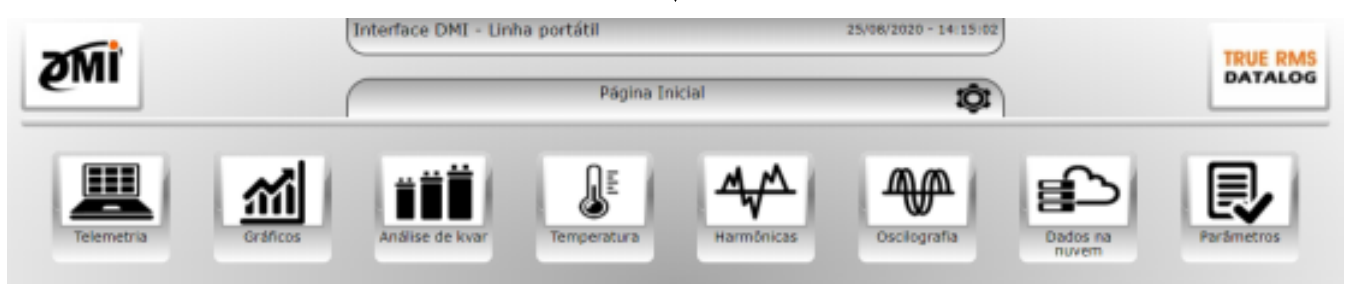 DMI
Interface DMI - Linha portátil
25/08/2020 - 14:15:02
TRUE RMS
DATALOG
Página Inicial
Telemetria
Gráficos
Análise de kvar
Temperatura
Harmônicas
Oscilografia
Dados na
nuvem
Parâmetros